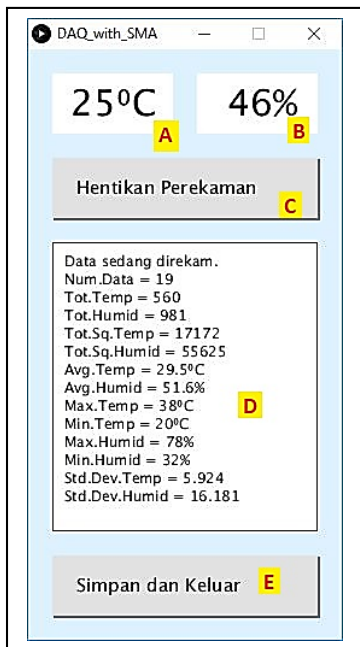 DAQ_with_SMA
25ºC
A
46%
B
Hentikan Perekaman
C
Data sedang direkam.
Num.Data = 19
Tot.Temp = 560
Tot.Humid = 981
Tot.Sq.Temp = 17172
Tot.Sq.Humid = 55625
Avg.Temp = 29.5ºC
Avg.Humid = 51.6%
Max.Temp = 38ºC
D
Min.Temp = 20ºC
Max.Humid = 78%
Min.Humid = 32%
Std.Dev.Temp = 5.924
Std.Dev.Humid = 16.181
Simpan dan Keluar
E